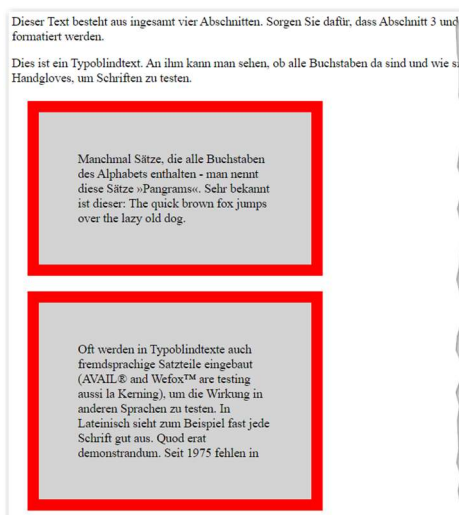 Dieser Text besteht aus ingesamt vier Abschnitten. Sorgen Sie dafür, dass Abschnitt 3 und
formatiert werden.
Dies ist ein Typoblindtext. An ihm kann man sehen, ob alle Buchstaben da sind und wie
Handgloves, um Schriften zu testen.
Manchmal Sätze, die alle Buchstaben
des Alphabets enthalten - man nennt
diese Sätze »Pangrams«. Sehr bekannt
ist dieser: The quick brown fox jumps
over the lazy old dog.
Oft werden in Typoblindtexte auch
fremdsprachige Satzteile eingebaut
(AVAIL® and Wefox™ are testing
aussi la Kerning), um die Wirkung in
anderen Sprachen zu testen. In
Lateinisch sieht zum Beispiel fast jede
Schrift gut aus. Quod erat
demonstrandum. Seit 1975 fehlen in